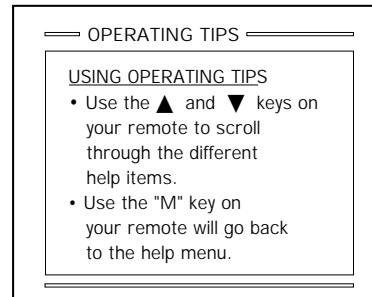 OPERATING TIPS
USING OPERATING TIPS
• Use the ▲ and ▼ keys on
your remote to scroll
through the different
help items.
• Use the "M" key on
your remote will go back
to the help menu.